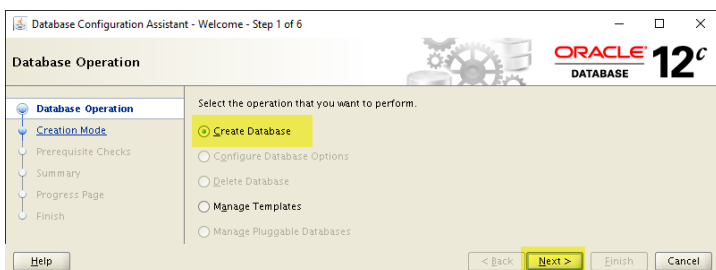 Database Configuration Assistant - Welcome - Step 1 of 6
Database Operation
ORACLE
DATABASE
12c
Database Operation
Creation Mode
Prerequisite Checks
Summary
Progress Page
Finish
Select the operation that you want to perform.
Create Database
Configure Database Options
Delete Database
Manage Templates
Manage Pluggable Databases
Help
< Back
Next >
Finish
Cancel